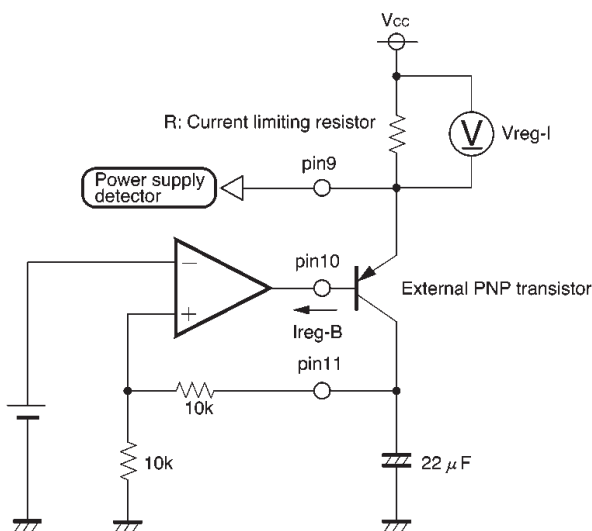 Vcc
R: Current limiting resistor
V
Vreg-I
pin9
Power supply
detector
pin10
−
+
External PNP transistor
Ireg-B
pin11
10k
10k
22 μF